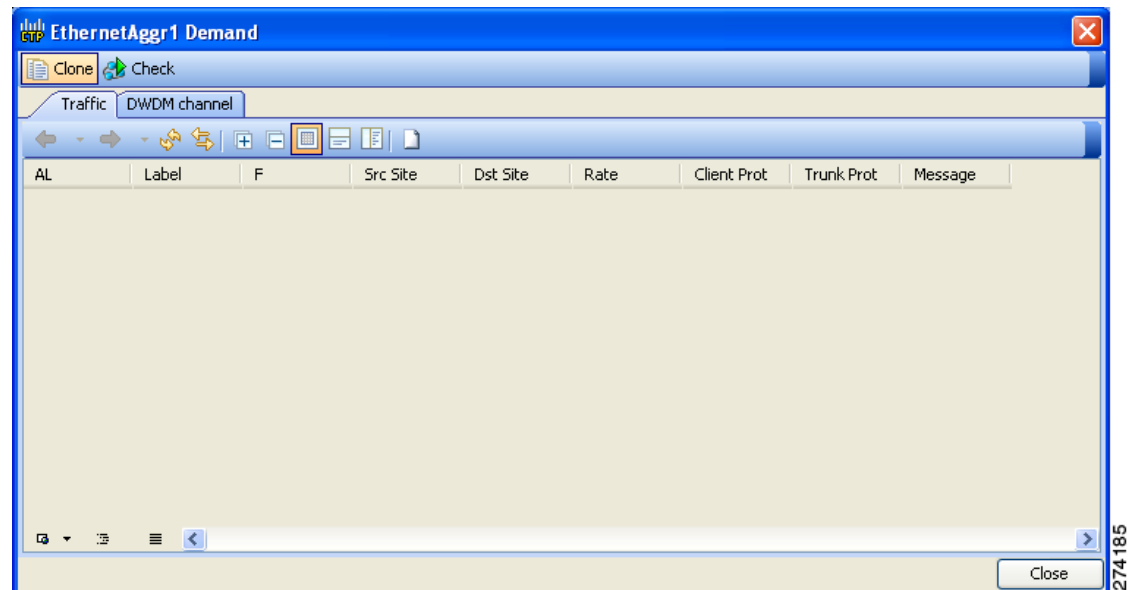 CTP EthernetAggr1 Demand
Clone Check
Traffic DWDM channel
AL Label F Src Site Dst Site Rate Client Prot Trunk Prot Message
Close
274185